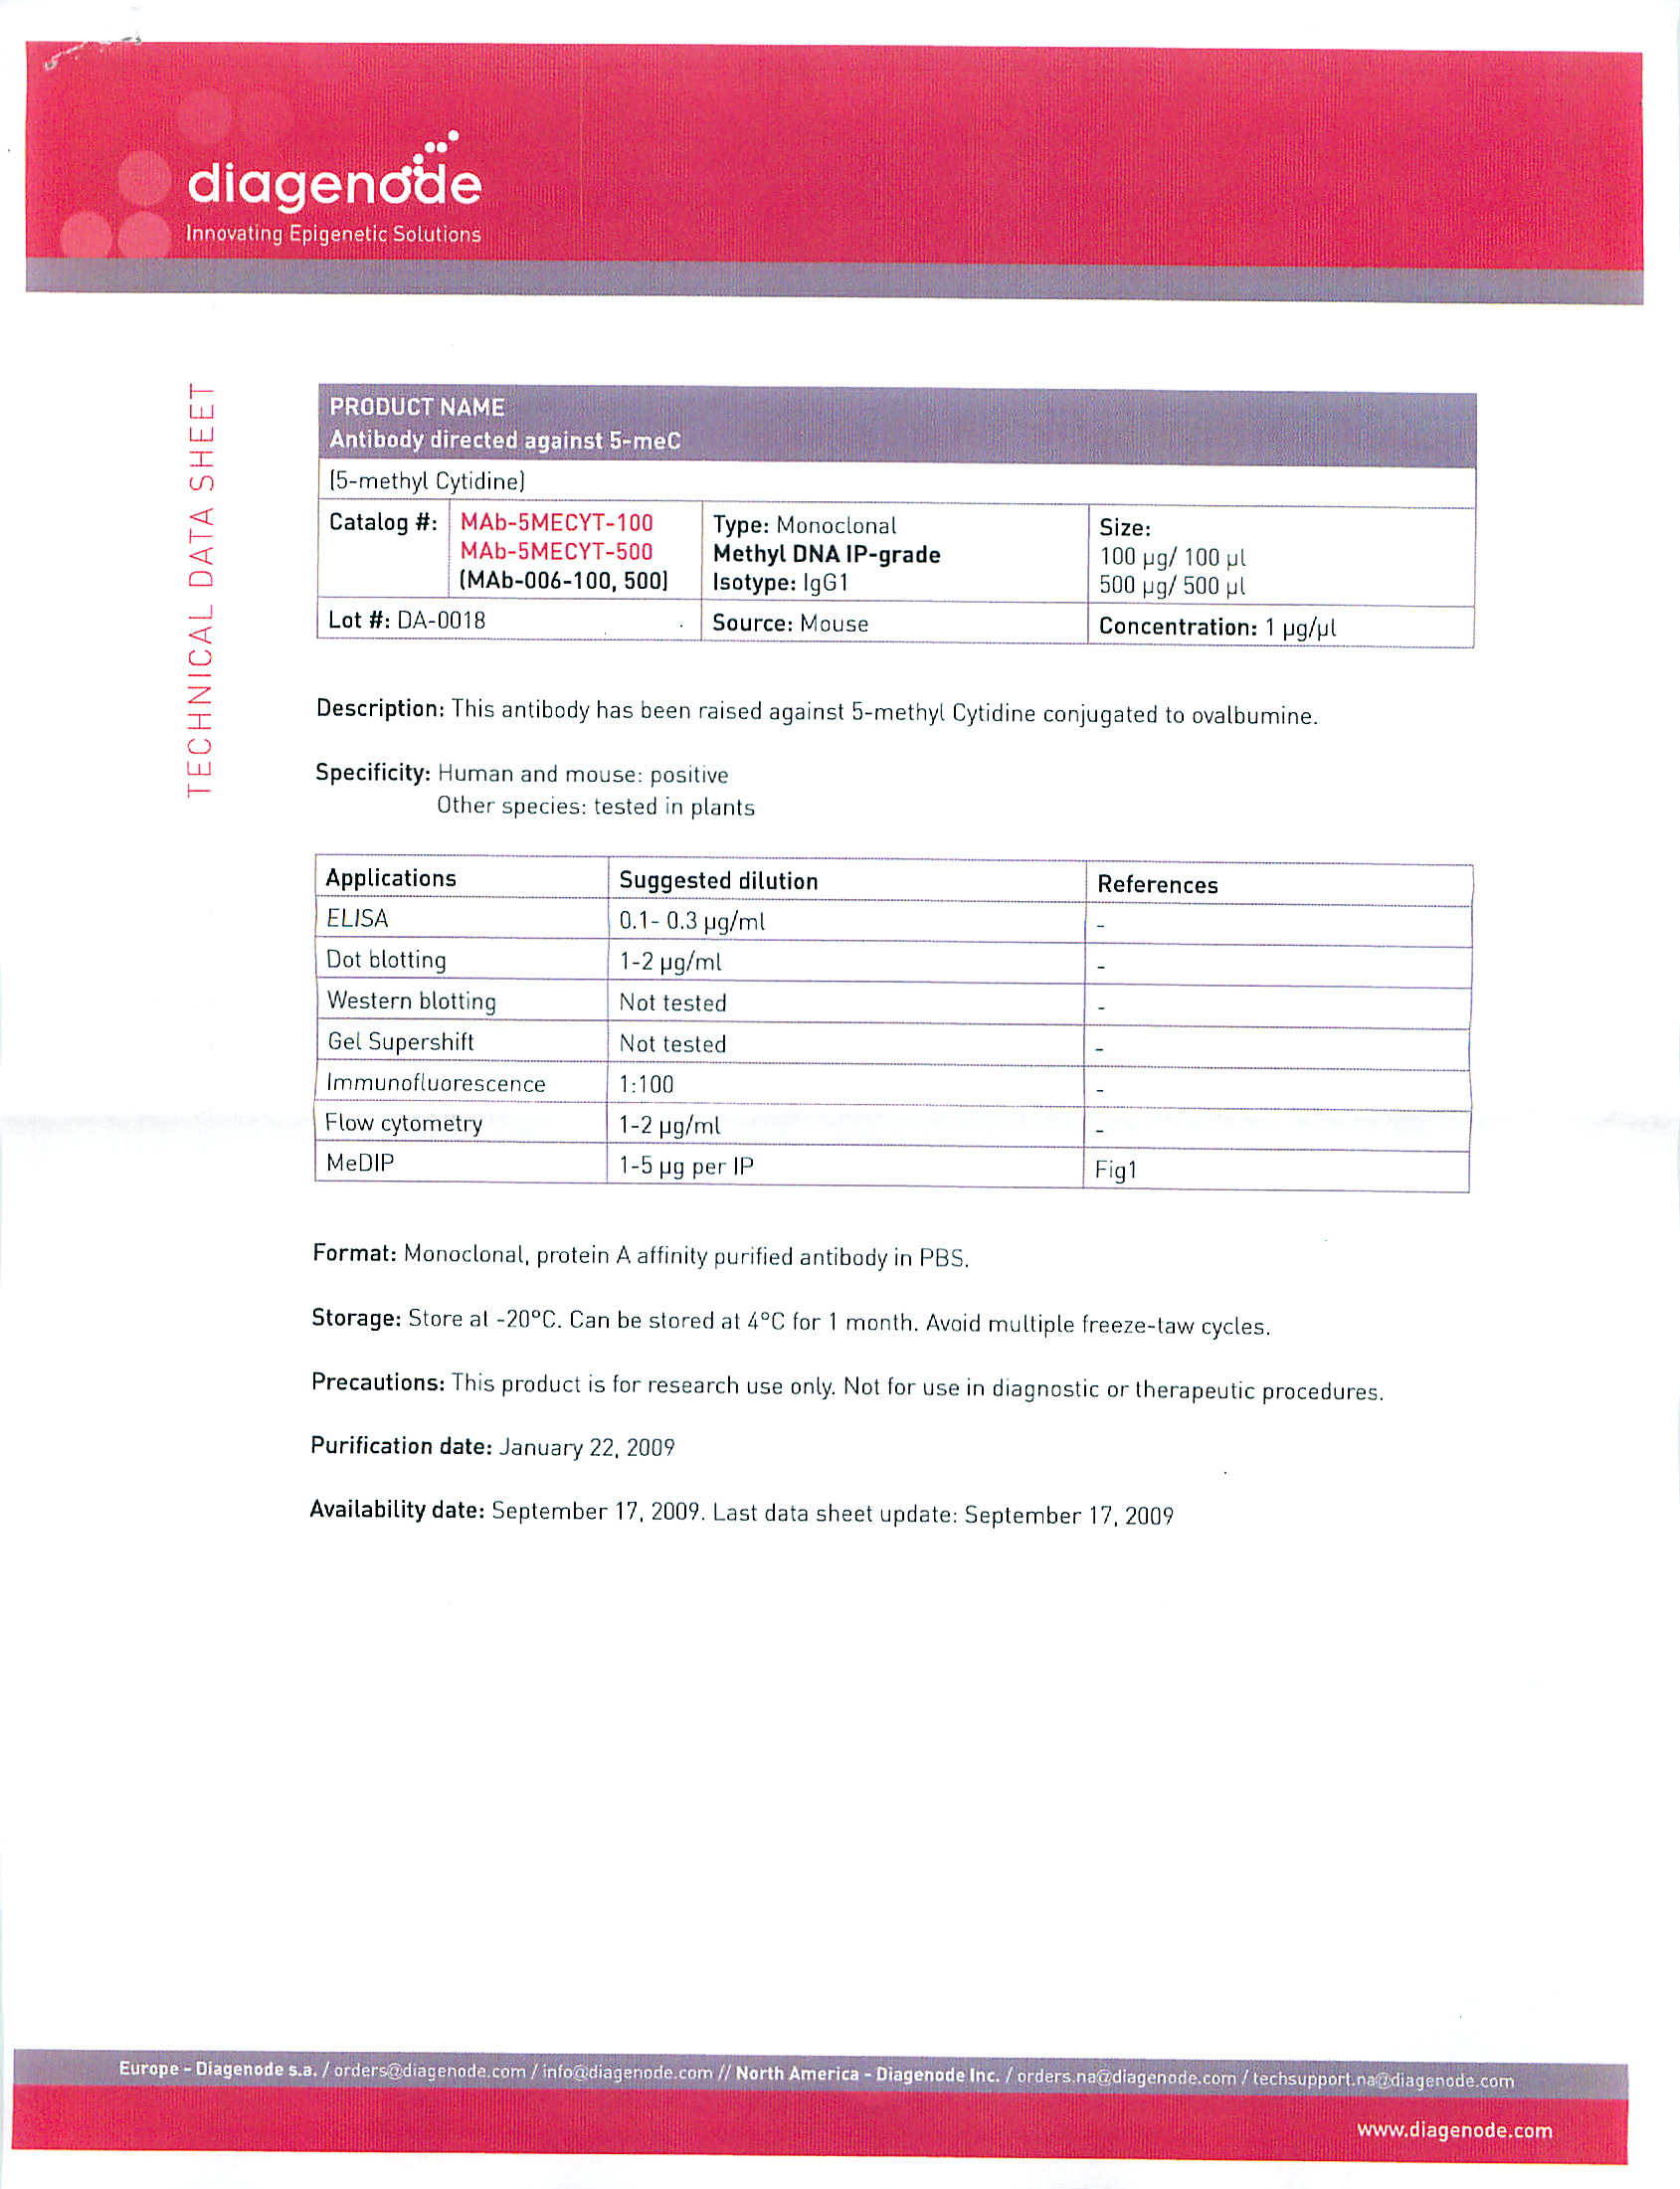 diagenode
Innovating Epigenetic Solutions
TECHNICAL DATA SHEET
PRODUCT NAME
Antibody directed against 5-meC
(5-methyl Cytidine)
Catalog #: MAb-5MECYT-100
MAb-5MECYT-500
(MAb-006-100, 500)
Type: Monoclonal
Methyl DNA IP-grade
Isotype: IgG1
Size:
100 µg/ 100 µl
500 µg/ 500 µl
Lot #: DA-0018 Source: Mouse Concentration: 1 µg/µl
Description: This antibody has been raised against 5-methyl Cytidine conjugated to ovalbumine.
Specificity: Human and mouse: positive
Other species: tested in plants
Applications Suggested dilution References
ELISA 0.1- 0.3 µg/ml -
Dot blotting 1-2 µg/ml -
Western blotting Not tested -
Gel Supershift Not tested -
Immunofluorescence 1:100 -
Flow cytometry 1-2 µg/ml -
MeDIP 1-5 µg per IP Fig1
Format: Monoclonal, protein A affinity purified antibody in PBS.
Storage: Store at -20°C. Can be stored at 4°C for 1 month. Avoid multiple freeze-taw cycles.
Precautions: This product is for research use only. Not for use in diagnostic or therapeutic procedures.
Purification date: January 22, 2009
Availability date: September 17, 2009. Last data sheet update: September 17, 2009
Europe - Diagenode s.a. / orders@diagenode.com / info@diagenode.com // North America - Diagenode Inc. / orders.na@diagenode.com / techsupport.na@diagenode.com
www.diagenode.com